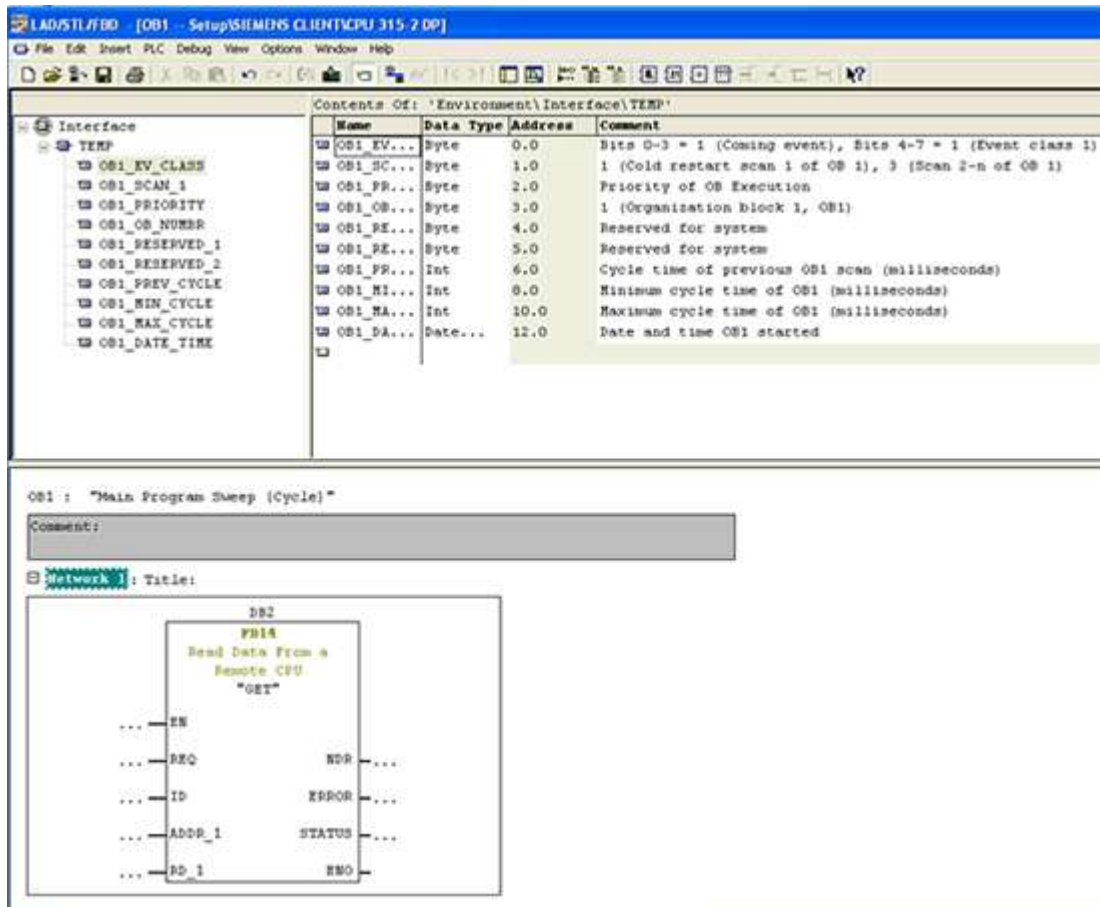 LAD/STL/FBD - [OB1 -- Setup\SIEMENS CLIENT\CPU 315-2 DP]
File Edit Insert PLC Debug View Options Window Help
Contents Of: 'Environment\Interface\TEMP'
Interface
TEMP
OB1_EV_CLASS
OB1_SCAN_1
OB1_PRIORITY
OB1_OB_NUMBR
OB1_RESERVED_1
OB1_RESERVED_2
OB1_PREV_CYCLE
OB1_MIN_CYCLE
OB1_MAX_CYCLE
OB1_DATE_TIME
Name Data Type Address Comment
OB1_EV... Byte 0.0 Bits 0-3 = 1 (Coming event), Bits 4-7 = 1 (Event class 1)
OB1_SC... Byte 1.0 1 (Cold restart scan 1 of OB 1), 3 (Scan 2-n of OB 1)
OB1_PR... Byte 2.0 Priority of OB Execution
OB1_OB... Byte 3.0 1 (Organization block 1, OB1)
OB1_RE... Byte 4.0 Reserved for system
OB1_RE... Byte 5.0 Reserved for system
OB1_PR... Int 6.0 Cycle time of previous OB1 scan (milliseconds)
OB1_MI... Int 8.0 Minimum cycle time of OB1 (milliseconds)
OB1_MA... Int 10.0 Maximum cycle time of OB1 (milliseconds)
OB1_DA... Date... 12.0 Date and time OB1 started
OB1 : "Main Program Sweep (Cycle)"
Comment:
Network 1: Title:
DB2
FB14
Read Data From a
Remote CPU
"GET"
... EN
... REQ NDR ...
... ID ERROR ...
... ADDR_1 STATUS ...
... RD_1 ENO